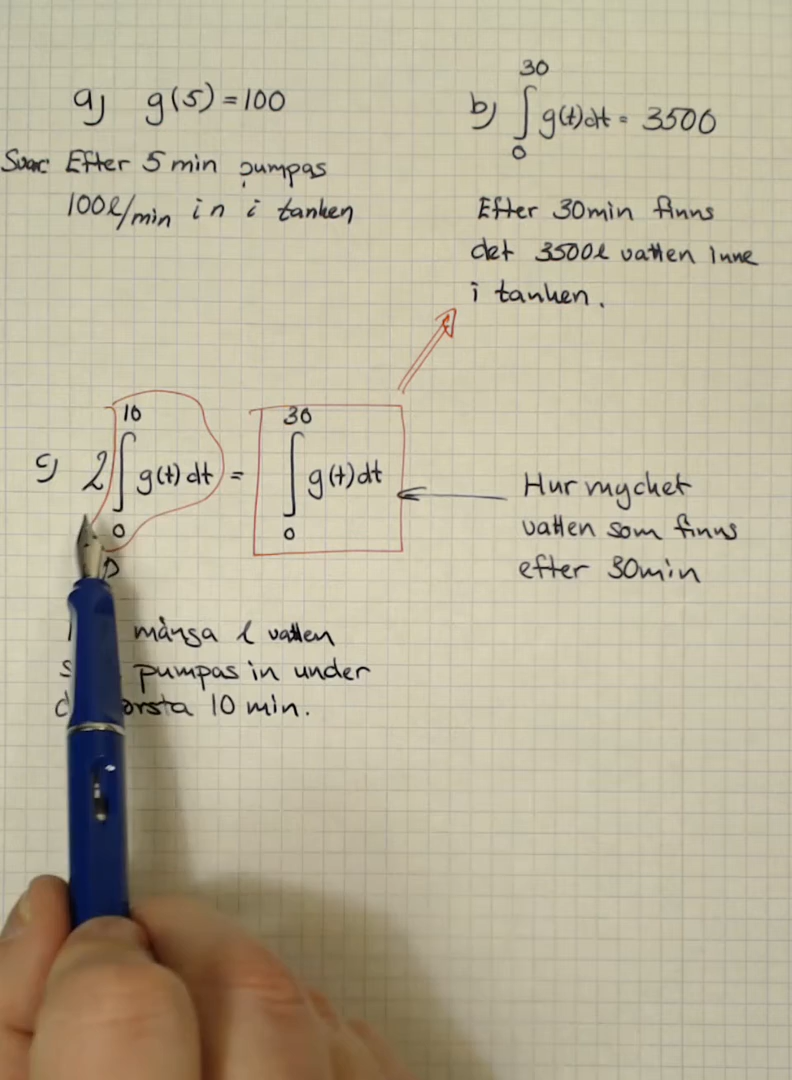 a) g(5) = 100
Svar: Efter 5 min pumpas
100ℓ/min in i tanken
b) ∫₀³⁰ g(t)dt = 3500
Efter 30min finns
det 3500ℓ vatten inne
i tanken.
c) 2 ∫₀¹⁰ g(t) dt = ∫₀³⁰ g(t) dt
Hur mycket
vatten som finns
efter 30min
många ℓ vatten
pumpas in under
10 min.